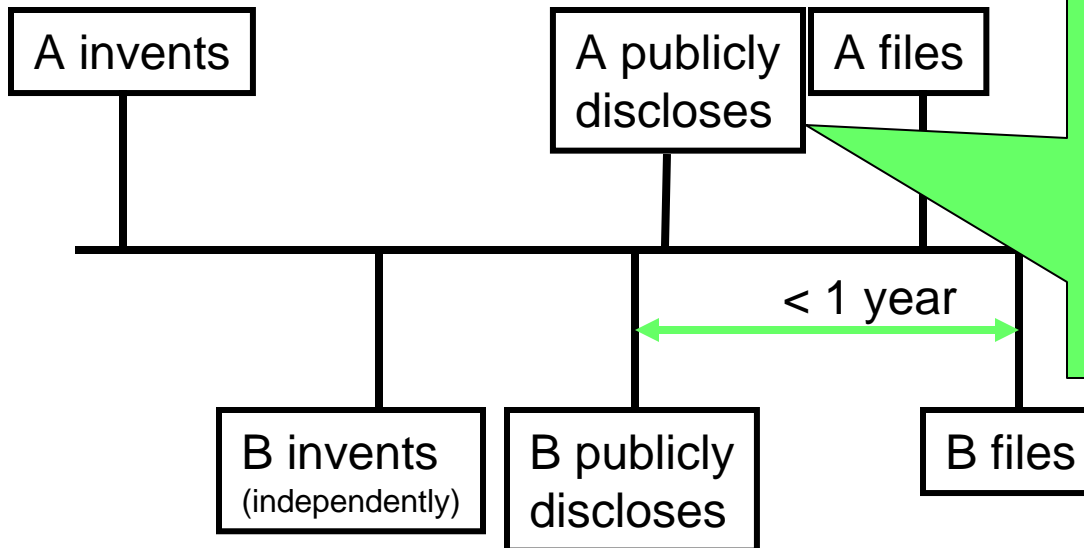 A invents
A publicly
discloses
A files
< 1 year
B invents
(independently)
B publicly
discloses
B files